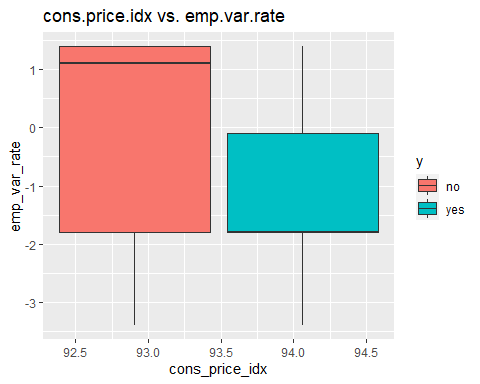 cons.price.idx vs. emp.var.rate
emp_var_rate
1
0
-1
-2
-3
92.5 93.0 93.5 94.0 94.5
cons_price_idx
y
no
yes